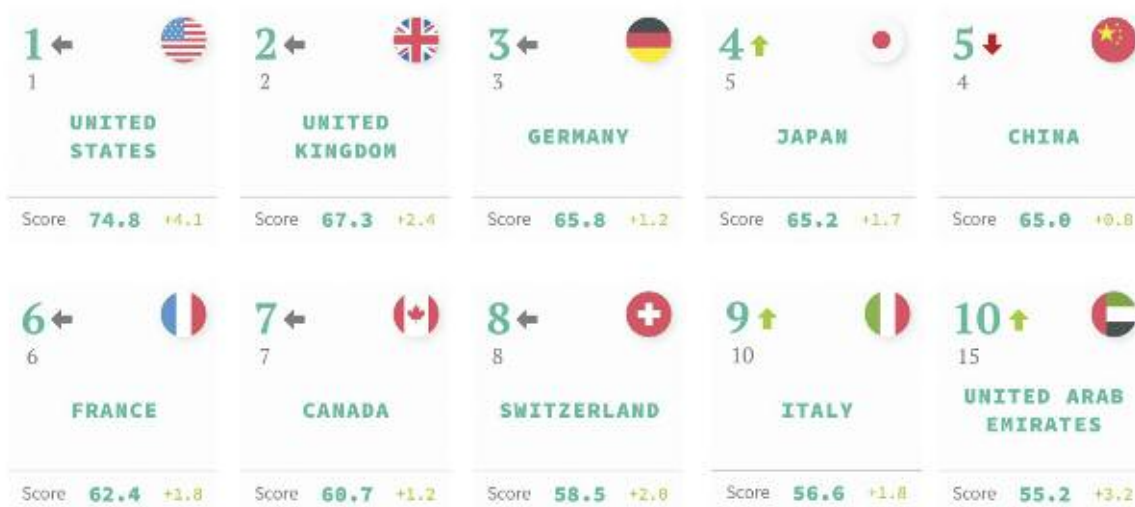 1
1
UNITED
STATES
Score 74.8 +4.1
2
2
UNITED
KINGDOM
Score 67.3 +2.4
3
3
GERMANY
Score 65.8 +1.2
4
5
JAPAN
Score 65.2 +1.7
5
4
CHINA
Score 65.0 +0.8
6
6
FRANCE
Score 62.4 +1.8
7
7
CANADA
Score 60.7 +1.2
8
8
SWITZERLAND
Score 58.5 +2.0
9
10
ITALY
Score 56.6 +1.8
10
15
UNITED ARAB
EMIRATES
Score 55.2 +3.2